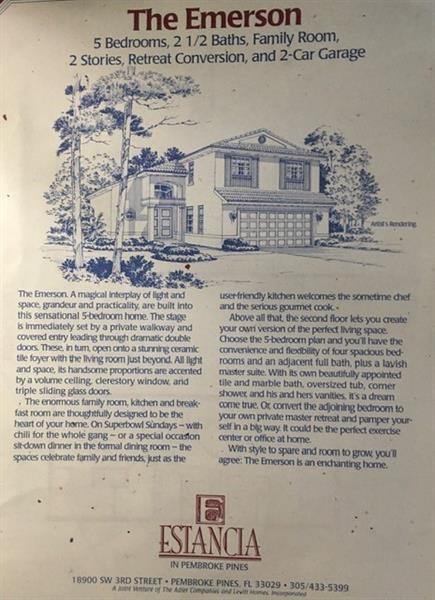 The Emerson
5 Bedrooms, 2 1/2 Baths, Family Room,
2 Stories, Retreat Conversion, and 2-Car Garage
Artist's Rendering
The Emerson. A magical interplay of light and
space, grandeur and practicality, are built into
this sensational 5-bedroom home. The stage
is immediately set by a private walkway and
covered entry leading through dramatic double
doors. These, in turn, open onto a stunning ceramic
tile foyer with the living room just beyond. All light
and space, its handsome proportions are accented
by a volume ceiling, clerestory window, and
triple sliding glass doors.
The enormous family room, kitchen and break-
fast room are thoughtfully designed to be the
heart of your home. On Superbowl Sundays – with
chili for the whole gang – or a special occasion
sit-down dinner in the formal dining room – the
spaces celebrate family and friends, just as the
user-friendly kitchen welcomes the sometime chef
and the serious gourmet cook.
Above all that, the second floor lets you create
your own version of the perfect living space.
Choose the 5-bedroom plan and you'll have the
convenience and flexibility of four spacious bed-
rooms and an adjacent full bath, plus a lavish
master suite. With its own beautifully appointed
tile and marble bath, oversized tub, corner
shower, and his and hers vanities, it's a dream
come true. Or, convert the adjoining bedroom to
your own private master retreat and pamper your-
self in a big way. It could be the perfect exercise
center or office at home.
With style to spare and room to grow, you'll
agree: The Emerson is an enchanting home.
ESTANCIA
IN PEMBROKE PINES
18900 SW 3RD STREET • PEMBROKE PINES, FL 33029 • 305/433-5399
A Joint Venture of The Adler Companies and Levitt Homes, Incorporated